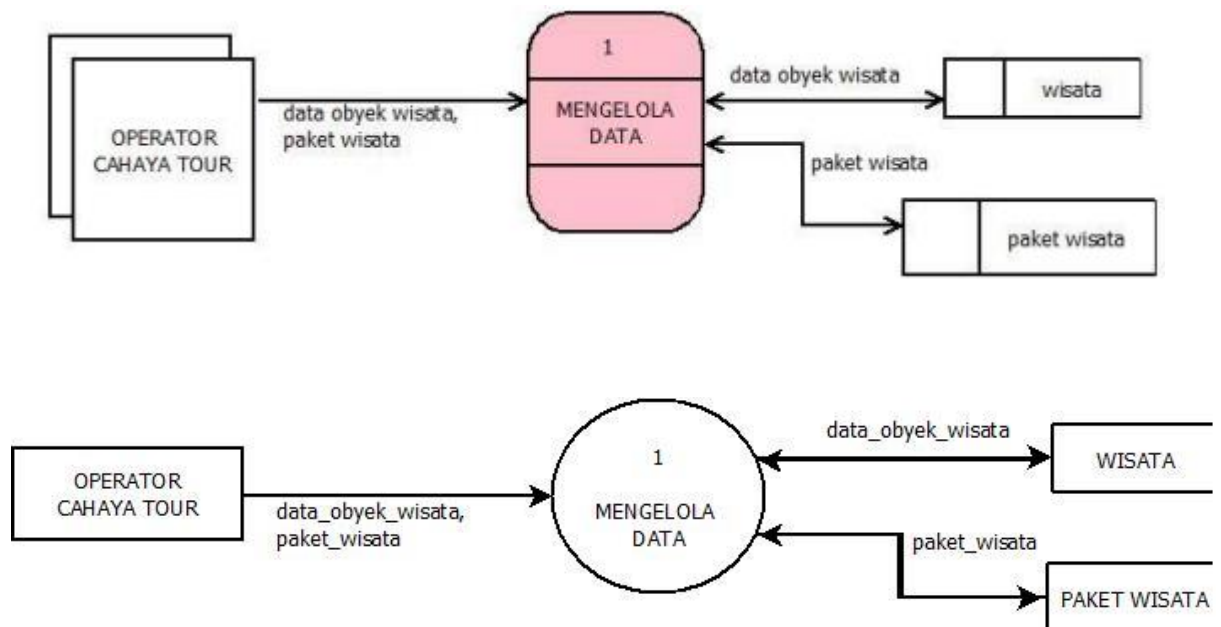 OPERATOR
CAHAYA TOUR
data obyek wisata,
paket wisata
1
MENGELOLA
DATA
data obyek wisata
wisata
paket wisata
paket wisata
OPERATOR
CAHAYA TOUR
data_obyek_wisata,
paket_wisata
1
MENGELOLA
DATA
data_obyek_wisata
WISATA
paket_wisata
PAKET WISATA